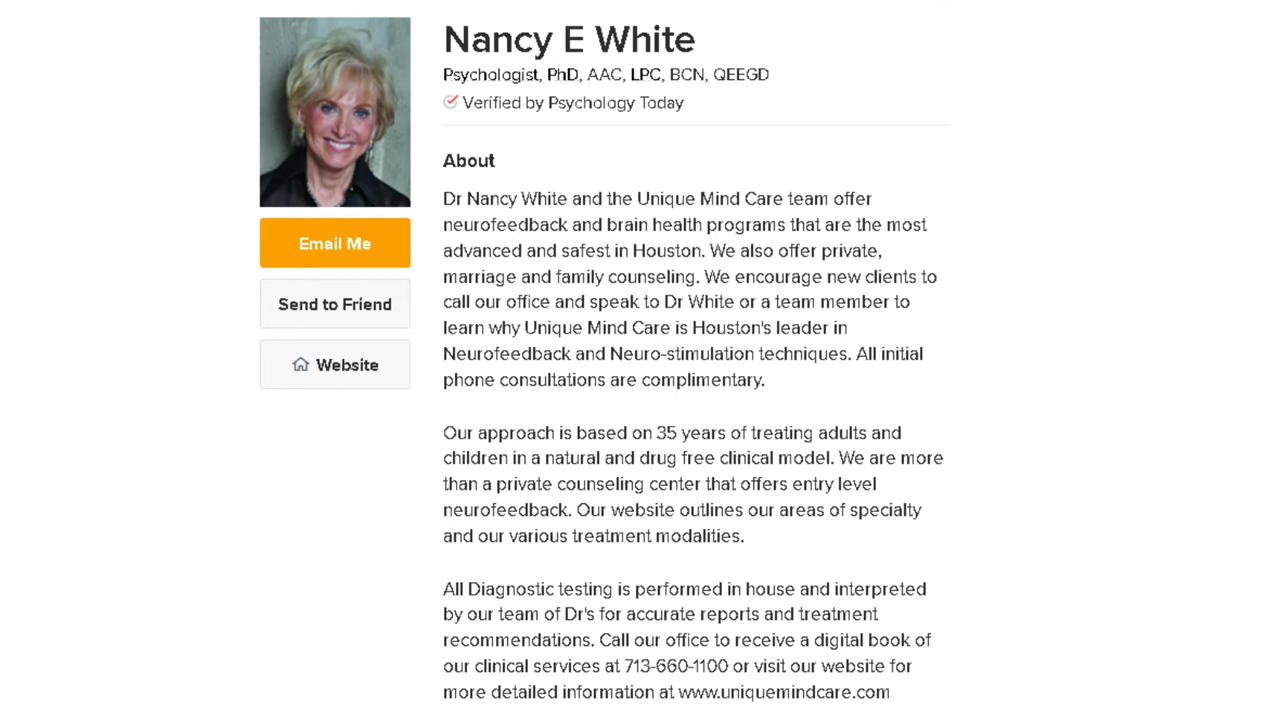 Nancy E White
Psychologist, PhD, AAC, LPC, BCN, QEEGD
Verified by Psychology Today
Email Me
Send to Friend
Website
About
Dr Nancy White and the Unique Mind Care team offer
neurofeedback and brain health programs that are the most
advanced and safest in Houston. We also offer private,
marriage and family counseling. We encourage new clients to
call our office and speak to Dr White or a team member to
learn why Unique Mind Care is Houston's leader in
Neurofeedback and Neuro-stimulation techniques. All initial
phone consultations are complimentary.
Our approach is based on 35 years of treating adults and
children in a natural and drug free clinical model. We are more
than a private counseling center that offers entry level
neurofeedback. Our website outlines our areas of specialty
and our various treatment modalities.
All Diagnostic testing is performed in house and interpreted
by our team of Dr's for accurate reports and treatment
recommendations. Call our office to receive a digital book of
our clinical services at 713-660-1100 or visit our website for
more detailed information at www.uniquemindcare.com